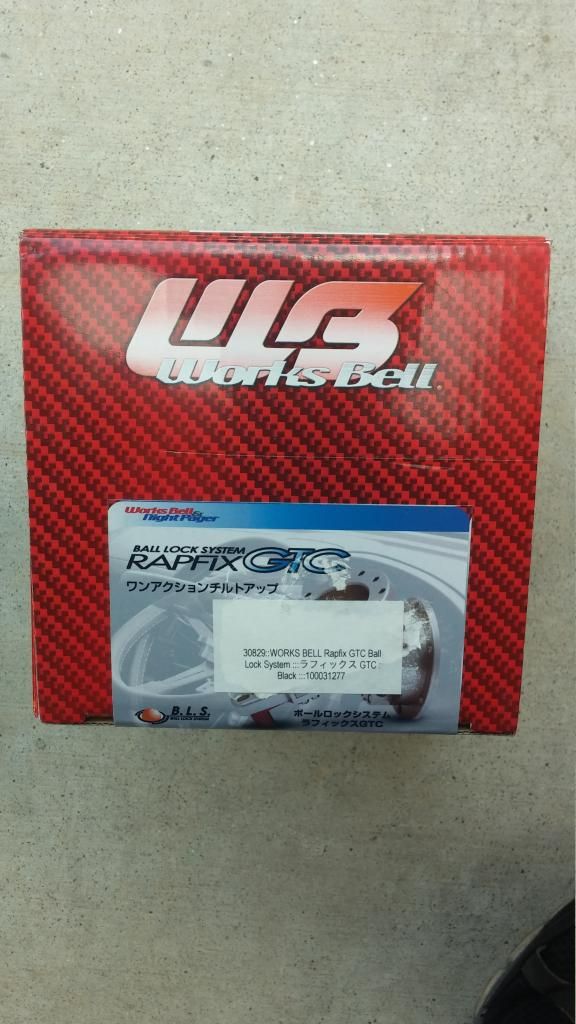 WB
Works Bell
Works Bell &
Night Pager
BALL LOCK SYSTEM
RAPFIX GTC
ワンアクションチルトアップ
30829::WORKS BELL Rapfix GTC Ball
Lock System :::ラフィックス GTC :
Black :::100031277
B.L.S.
BALL LOCK SYSTEM
ボールロックシステム
ラフィックスGTC